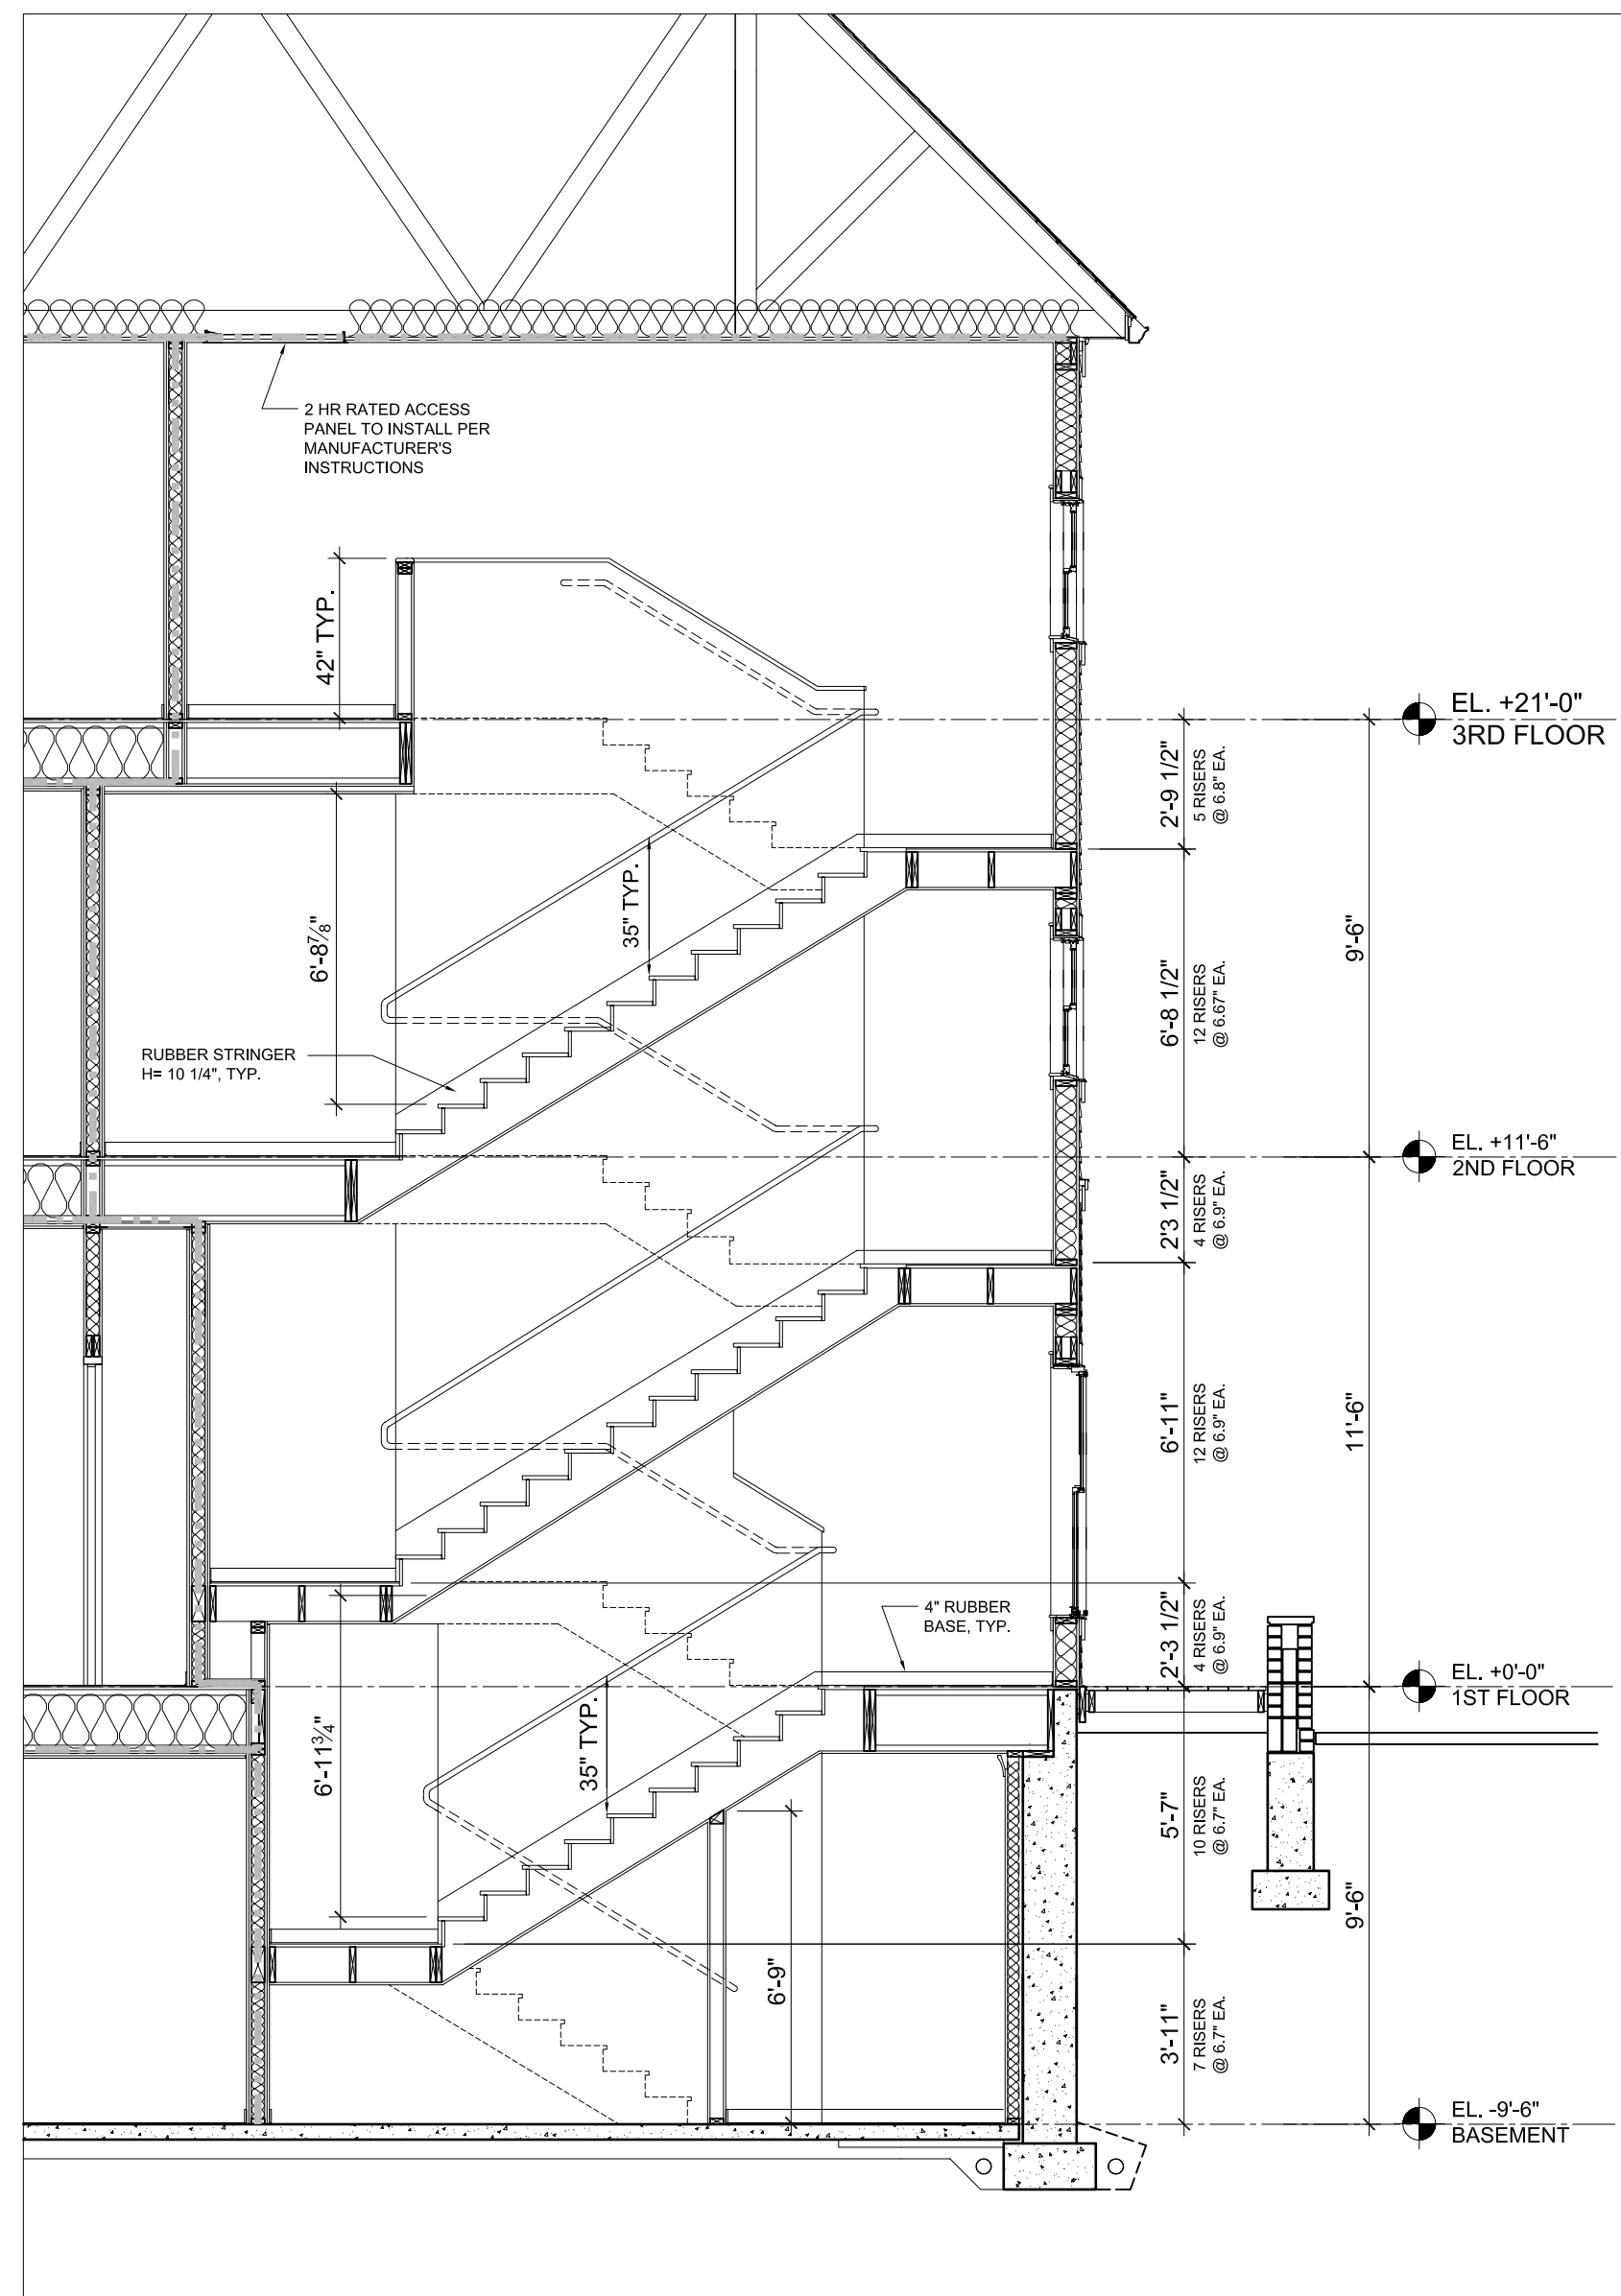 2 HR RATED ACCESS
PANEL TO INSTALL PER
MANUFACTURER'S
INSTRUCTIONS
42" TYP.
EL. +21'-0"
3RD FLOOR
2'-9 1/2"
5 RISERS
@ 6.8" EA.
6'-8⅞"
35" TYP.
6'-8 1/2"
12 RISERS
@ 6.67" EA.
9'-6"
RUBBER STRINGER
H= 10 1/4", TYP.
EL. +11'-6"
2ND FLOOR
2'3 1/2"
4 RISERS
@ 6.9" EA.
6'-11"
12 RISERS
@ 6.9" EA.
11'-6"
4" RUBBER
BASE, TYP.
2'-3 1/2"
4 RISERS
@ 6.9" EA.
EL. +0'-0"
1ST FLOOR
6'-11¾"
35" TYP.
5'-7"
10 RISERS
@ 6.7" EA.
9'-6"
6'-9"
3'-11"
7 RISERS
@ 6.7" EA.
EL. -9'-6"
BASEMENT